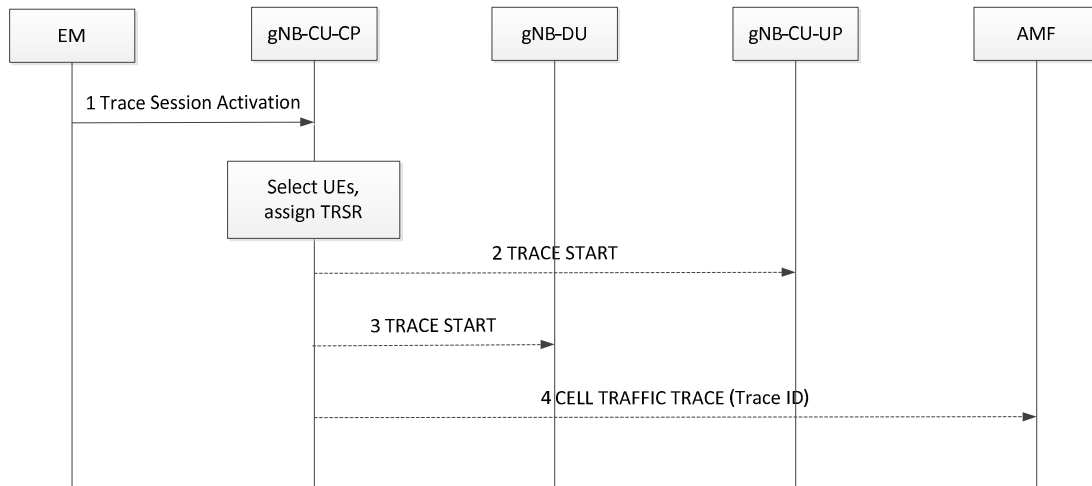 EM
gNB-CU-CP
gNB-DU
gNB-CU-UP
AMF
1 Trace Session Activation
Select UEs,
assign TRSR
2 TRACE START
3 TRACE START
4 CELL TRAFFIC TRACE (Trace ID)